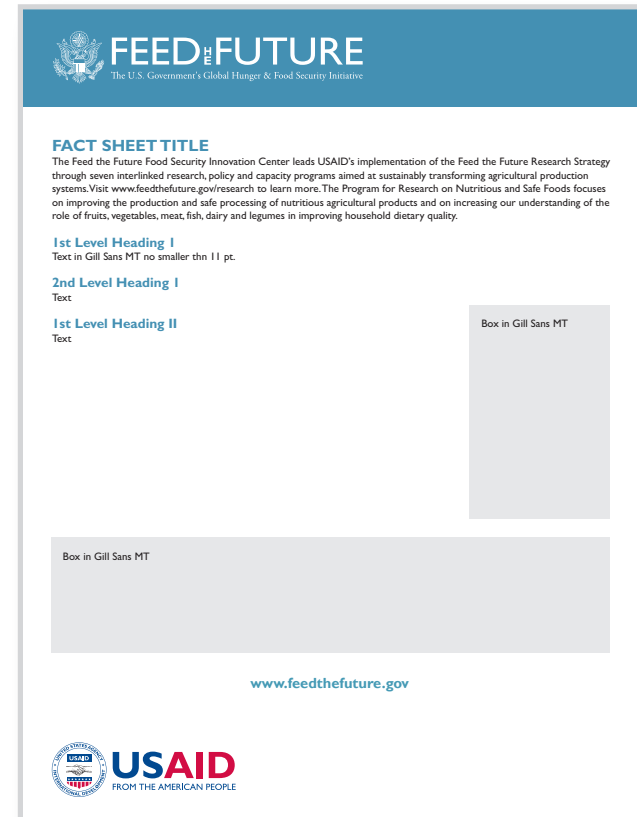 FEED THE FUTURE
The U.S. Government's Global Hunger & Food Security Initiative
FACT SHEET TITLE
The Feed the Future Food Security Innovation Center leads USAID's implementation of the Feed the Future Research Strategy
through seven interlinked research, policy and capacity programs aimed at sustainably transforming agricultural production
systems. Visit www.feedthefuture.gov/research to learn more. The Program for Research on Nutritious and Safe Foods focuses
on improving the production and safe processing of nutritious agricultural products and on increasing our understanding of the
role of fruits, vegetables, meat, fish, dairy and legumes in improving household dietary quality.
1st Level Heading 1
Text in Gill Sans MT no smaller thn 11 pt.
2nd Level Heading 1
Text
1st Level Heading II
Text
Box in Gill Sans MT
Box in Gill Sans MT
www.feedthefuture.gov
UNITED STATES AGENCY
USAID
INTERNATIONAL DEVELOPMENT
USAID
FROM THE AMERICAN PEOPLE